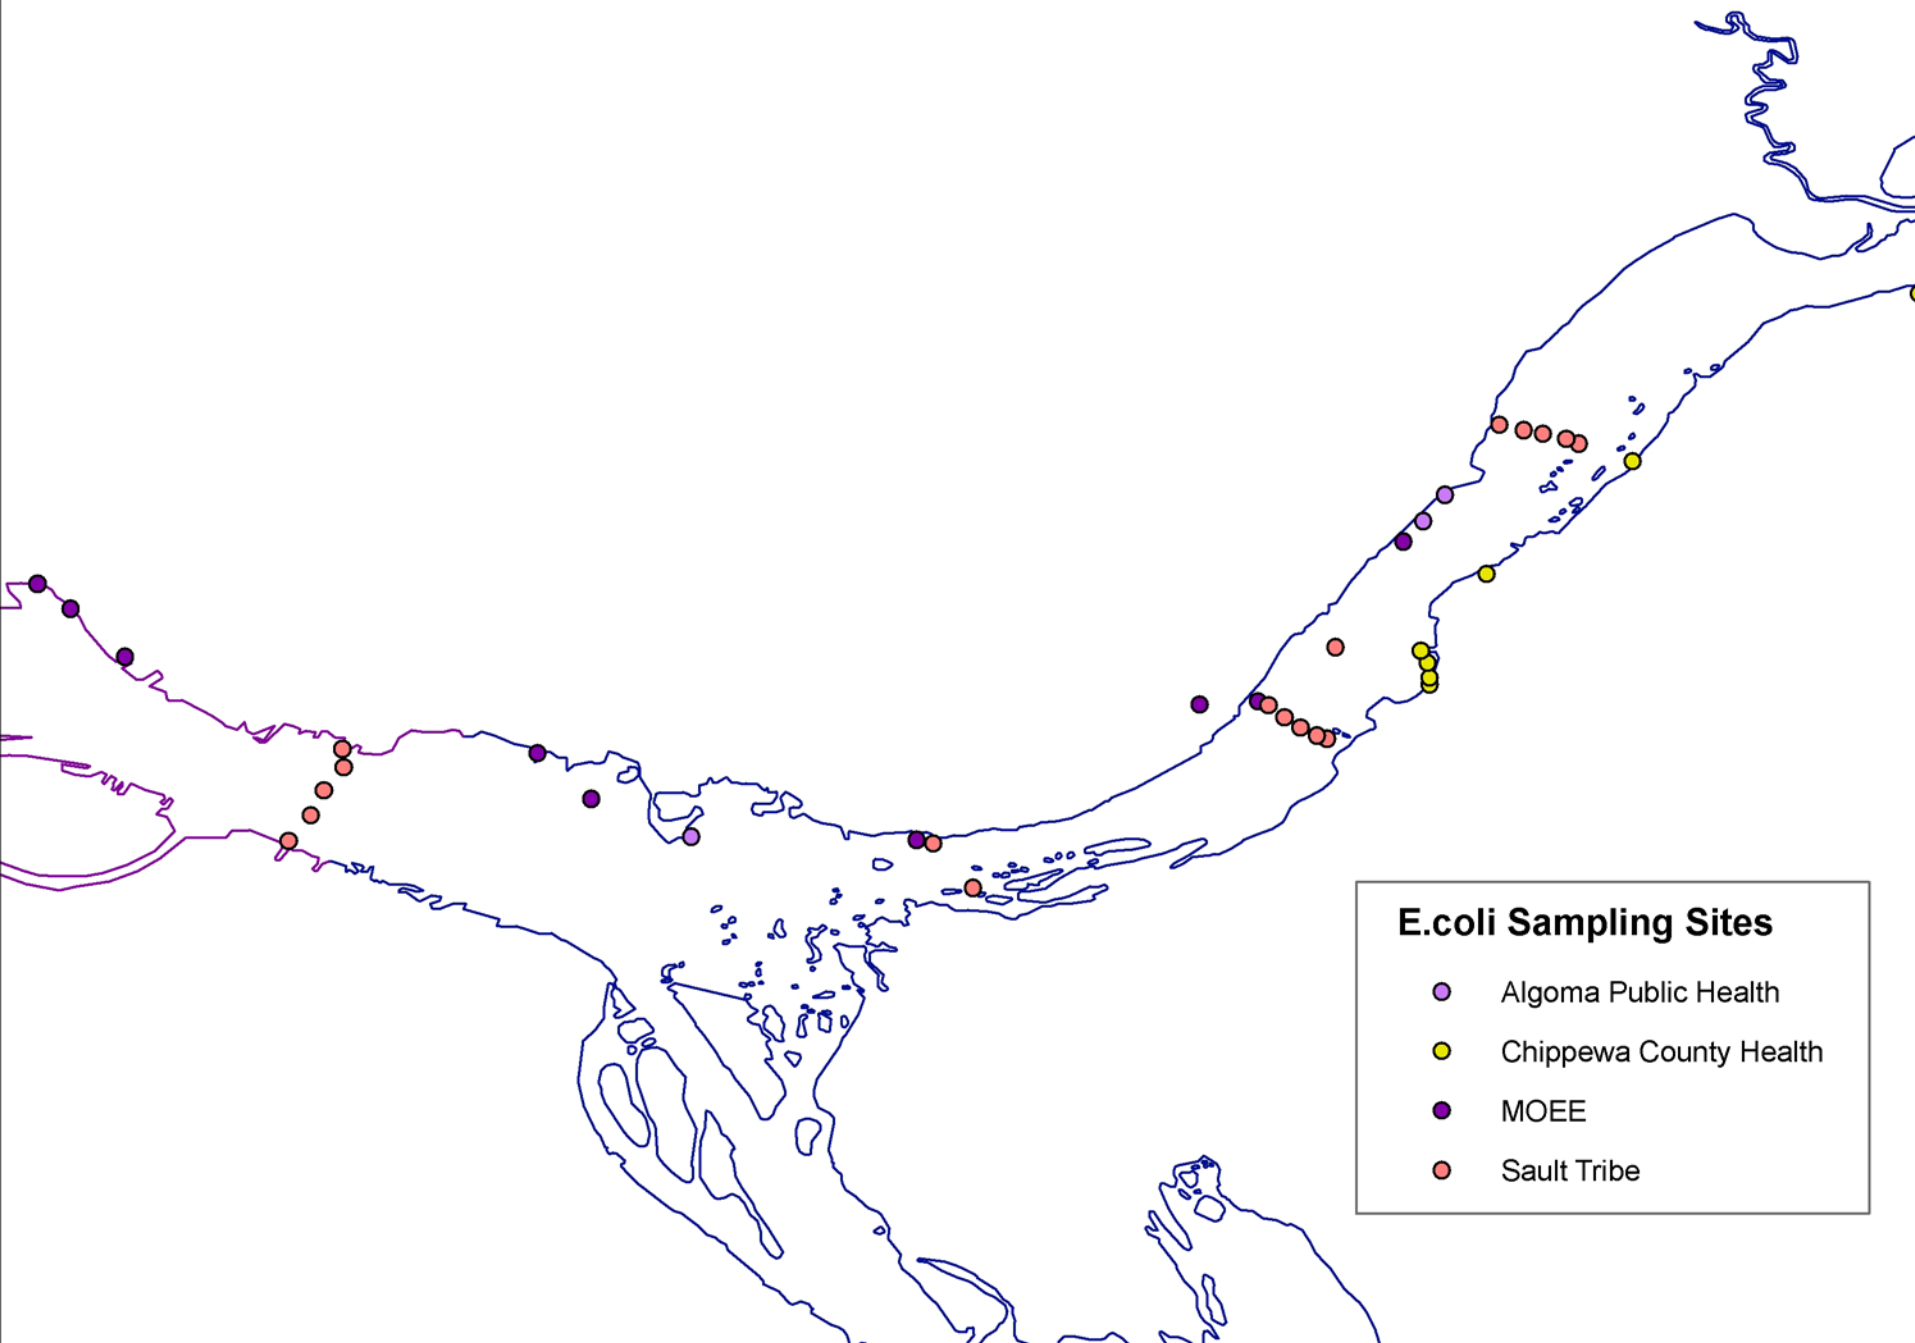 E.coli Sampling Sites
Algoma Public Health
Chippewa County Health
MOEE
Sault Tribe